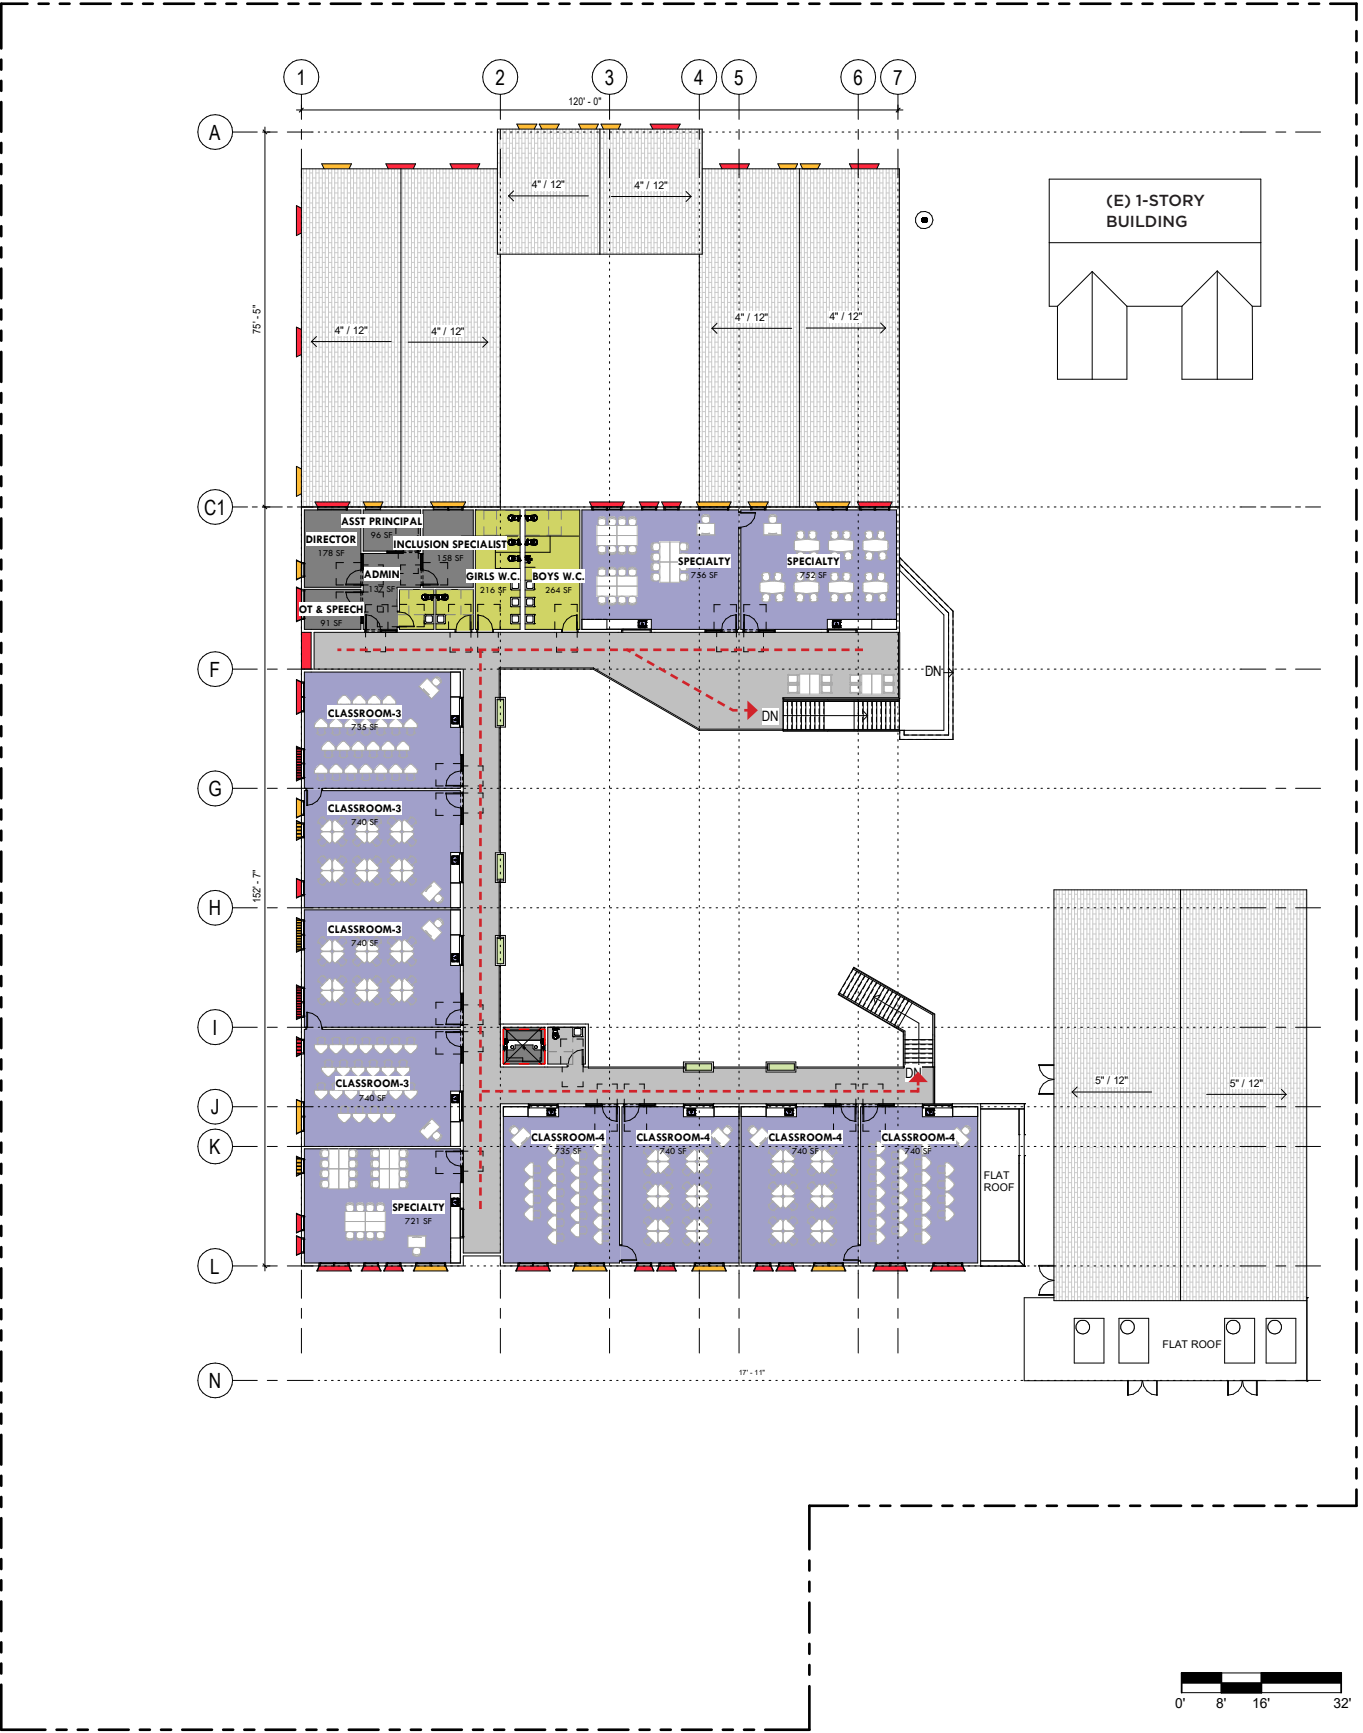 1
2
3
4
5
6
7
120' - 0"
A
4" / 12"
4" / 12"
(E) 1-STORY
BUILDING
75' - 5"
4" / 12"
4" / 12"
4" / 12"
4" / 12"
C1
ASST PRINCIPAL
96 SF
DIRECTOR
178 SF
INCLUSION SPECIALIST
158 SF
ADMIN
137 SF
GIRLS W.C.
216 SF
BOYS W.C.
264 SF
SPECIALTY
756 SF
SPECIALTY
752 SF
OT & SPEECH
91 SF
F
DN
DN
CLASSROOM-3
735 SF
G
CLASSROOM-3
740 SF
152' - 7"
H
CLASSROOM-3
740 SF
I
CLASSROOM-3
740 SF
DN
5" / 12"
5" / 12"
J
K
CLASSROOM-4
735 SF
CLASSROOM-4
740 SF
CLASSROOM-4
740 SF
CLASSROOM-4
740 SF
FLAT
ROOF
SPECIALTY
721 SF
L
FLAT ROOF
17' - 11"
N
0'
8'
16'
32'